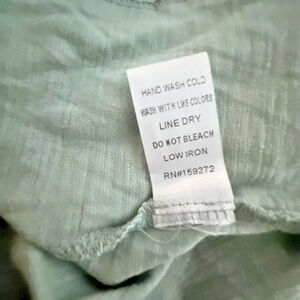 HAND WASH COLD
WASH WITH LIKE COLORS
LINE DRY
DO NOT BLEACH
LOW IRON
RN#159272